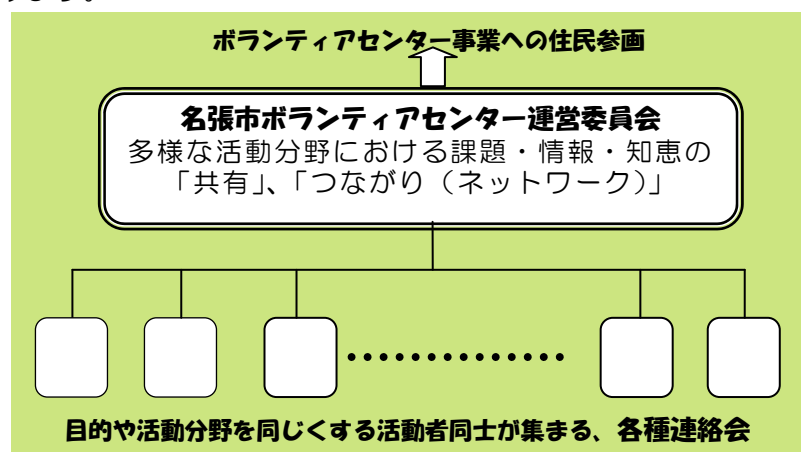 ボランティアセンター事業への住民参画
名張市ボランティアセンター運営委員会
多様な活動分野における課題・情報・知恵の
「共有」、「つながり（ネットワーク）」
目的や活動分野を同じくする活動者同士が集まる、各種連絡会